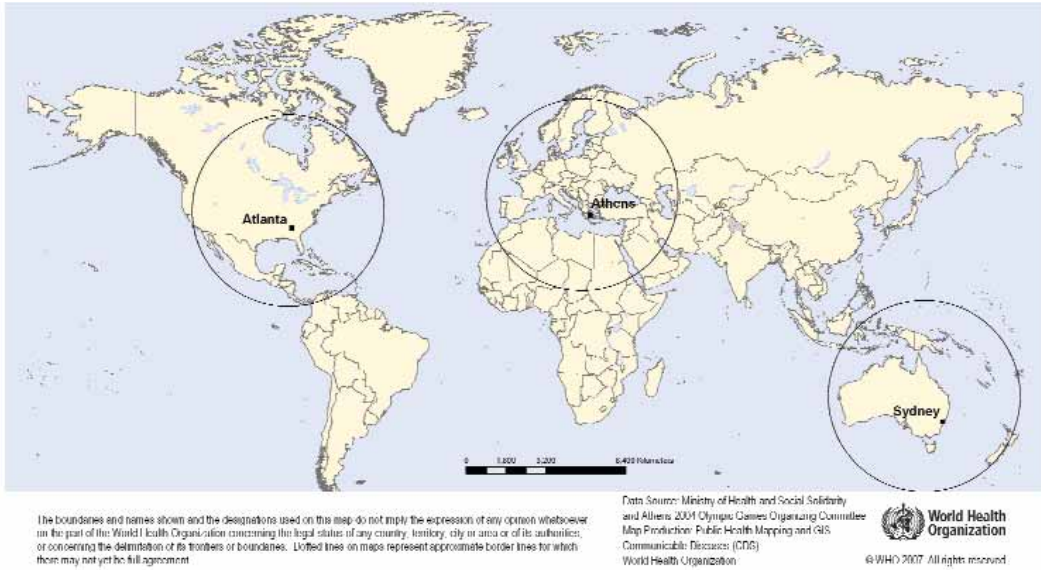 Atlanta
Athens
Sydney
0 1,600 3,200 6,400 Kilometers
The boundaries and names shown and the designations used on this map do not imply the expression of any opinion whatsoever
on the part of the World Health Organization concerning the legal status of any country, territory, city or area or of its authorities,
or concerning the delimitation of its frontiers or boundaries. Dotted lines on maps represent approximate border lines for which
there may not yet be full agreement.
Data Source: Ministry of Health and Social Solidarity
and Athens 2004 Olympic Games Organizing Committee
Map Production: Public Health Mapping and GIS
Communicable Diseases (CDS)
World Health Organization
World Health
Organization
© WHO 2007. All rights reserved